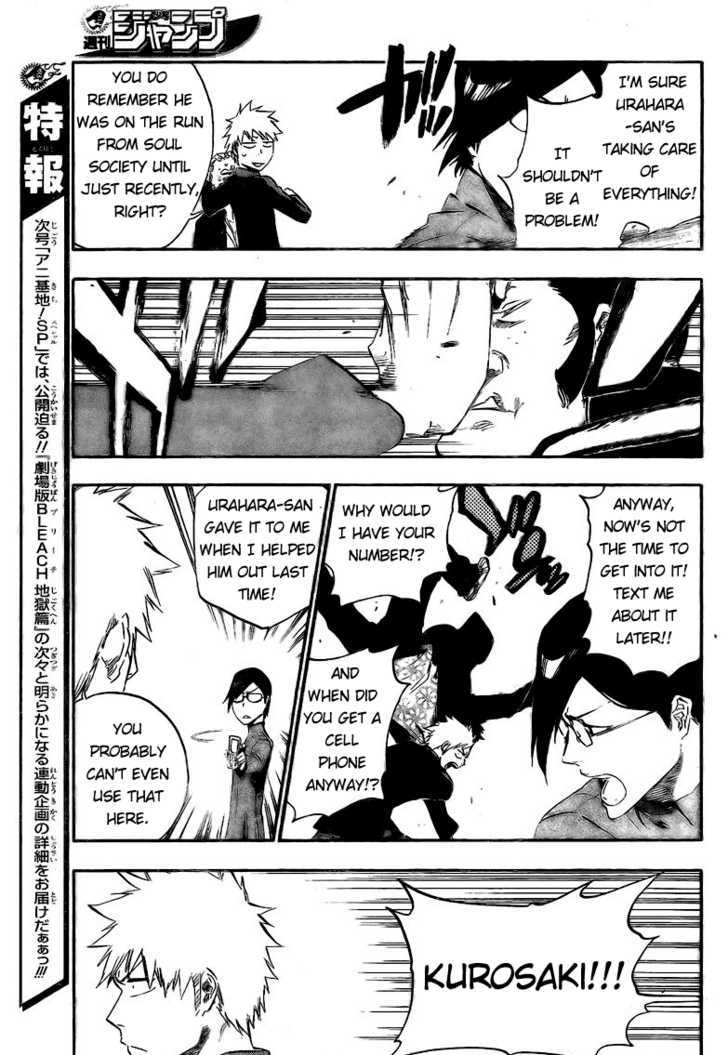 週刊
少年ジャンプ
I'M SURE
URAHARA
-SAN'S
TAKING CARE
OF
EVERYTHING!
IT
SHOULDN'T
BE A
PROBLEM!
YOU DO
REMEMBER HE
WAS ON THE RUN
FROM SOUL
SOCIETY UNTIL
JUST RECENTLY,
RIGHT?
ANYWAY,
NOW'S NOT
THE TIME TO
GET INTO IT!
TEXT ME
ABOUT IT
LATER!!
WHY WOULD
I HAVE YOUR
NUMBER!?
AND
WHEN DID
YOU GET A
CELL
PHONE
ANYWAY!?
URAHARA-SAN
GAVE IT TO ME
WHEN I HELPED
HIM OUT LAST
TIME!
YOU
PROBABLY
CAN'T EVEN
USE THAT
HERE.
KUROSAKI!!!
特報
次号「アニ基地!SP」では、公開迫る!!『劇場版BLEACH 地獄篇』の次々と明らかになる連動企画の詳細をお届けだぁぁっ!!!